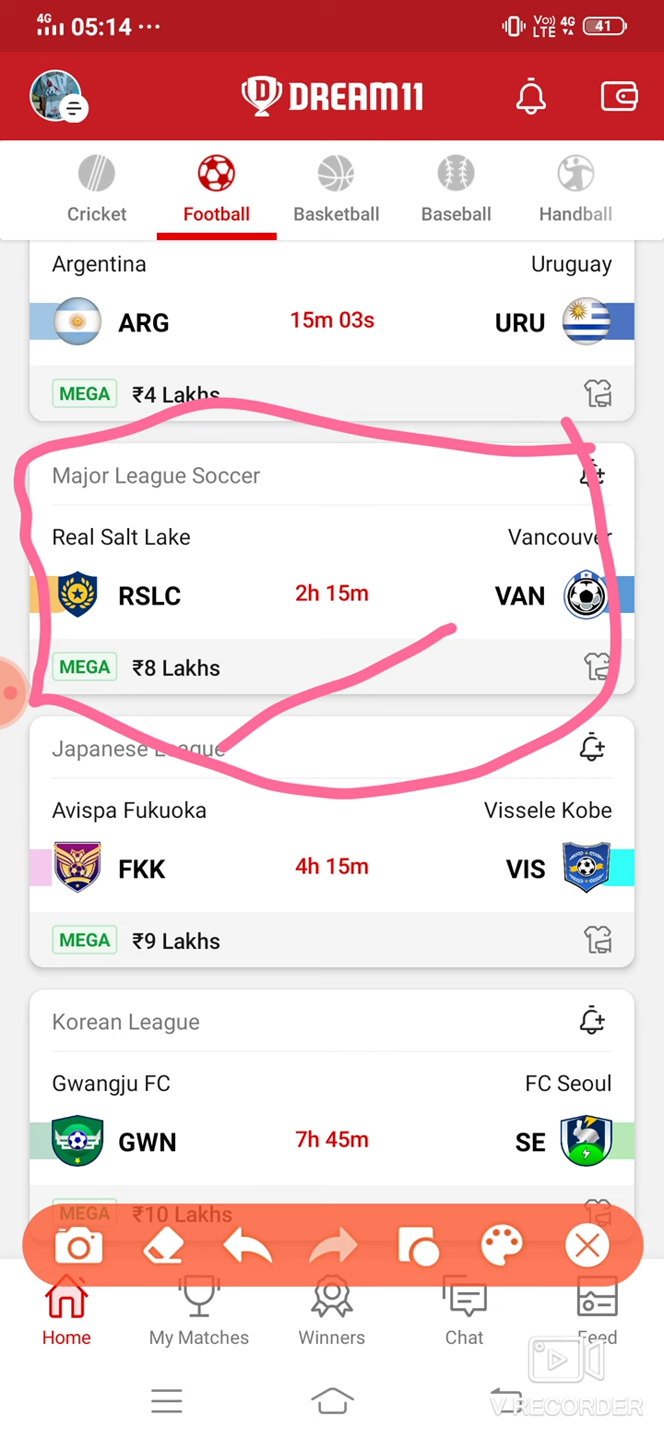 4G 05:14 ... Vo)) LTE 4G 41
DREAM11
Cricket Football Basketball Baseball Handball
Argentina Uruguay
ARG 15m 03s URU
MEGA ₹4 Lakhs
Major League Soccer
Real Salt Lake Vancouver
RSLC 2h 15m VAN
MEGA ₹8 Lakhs
Japanese League
Avispa Fukuoka Vissele Kobe
FKK 4h 15m VIS
MEGA ₹9 Lakhs
Korean League
Gwangju FC FC Seoul
GWN 7h 45m SE
MEGA ₹10 Lakhs
Home My Matches Winners Chat Feed
V RECORDER